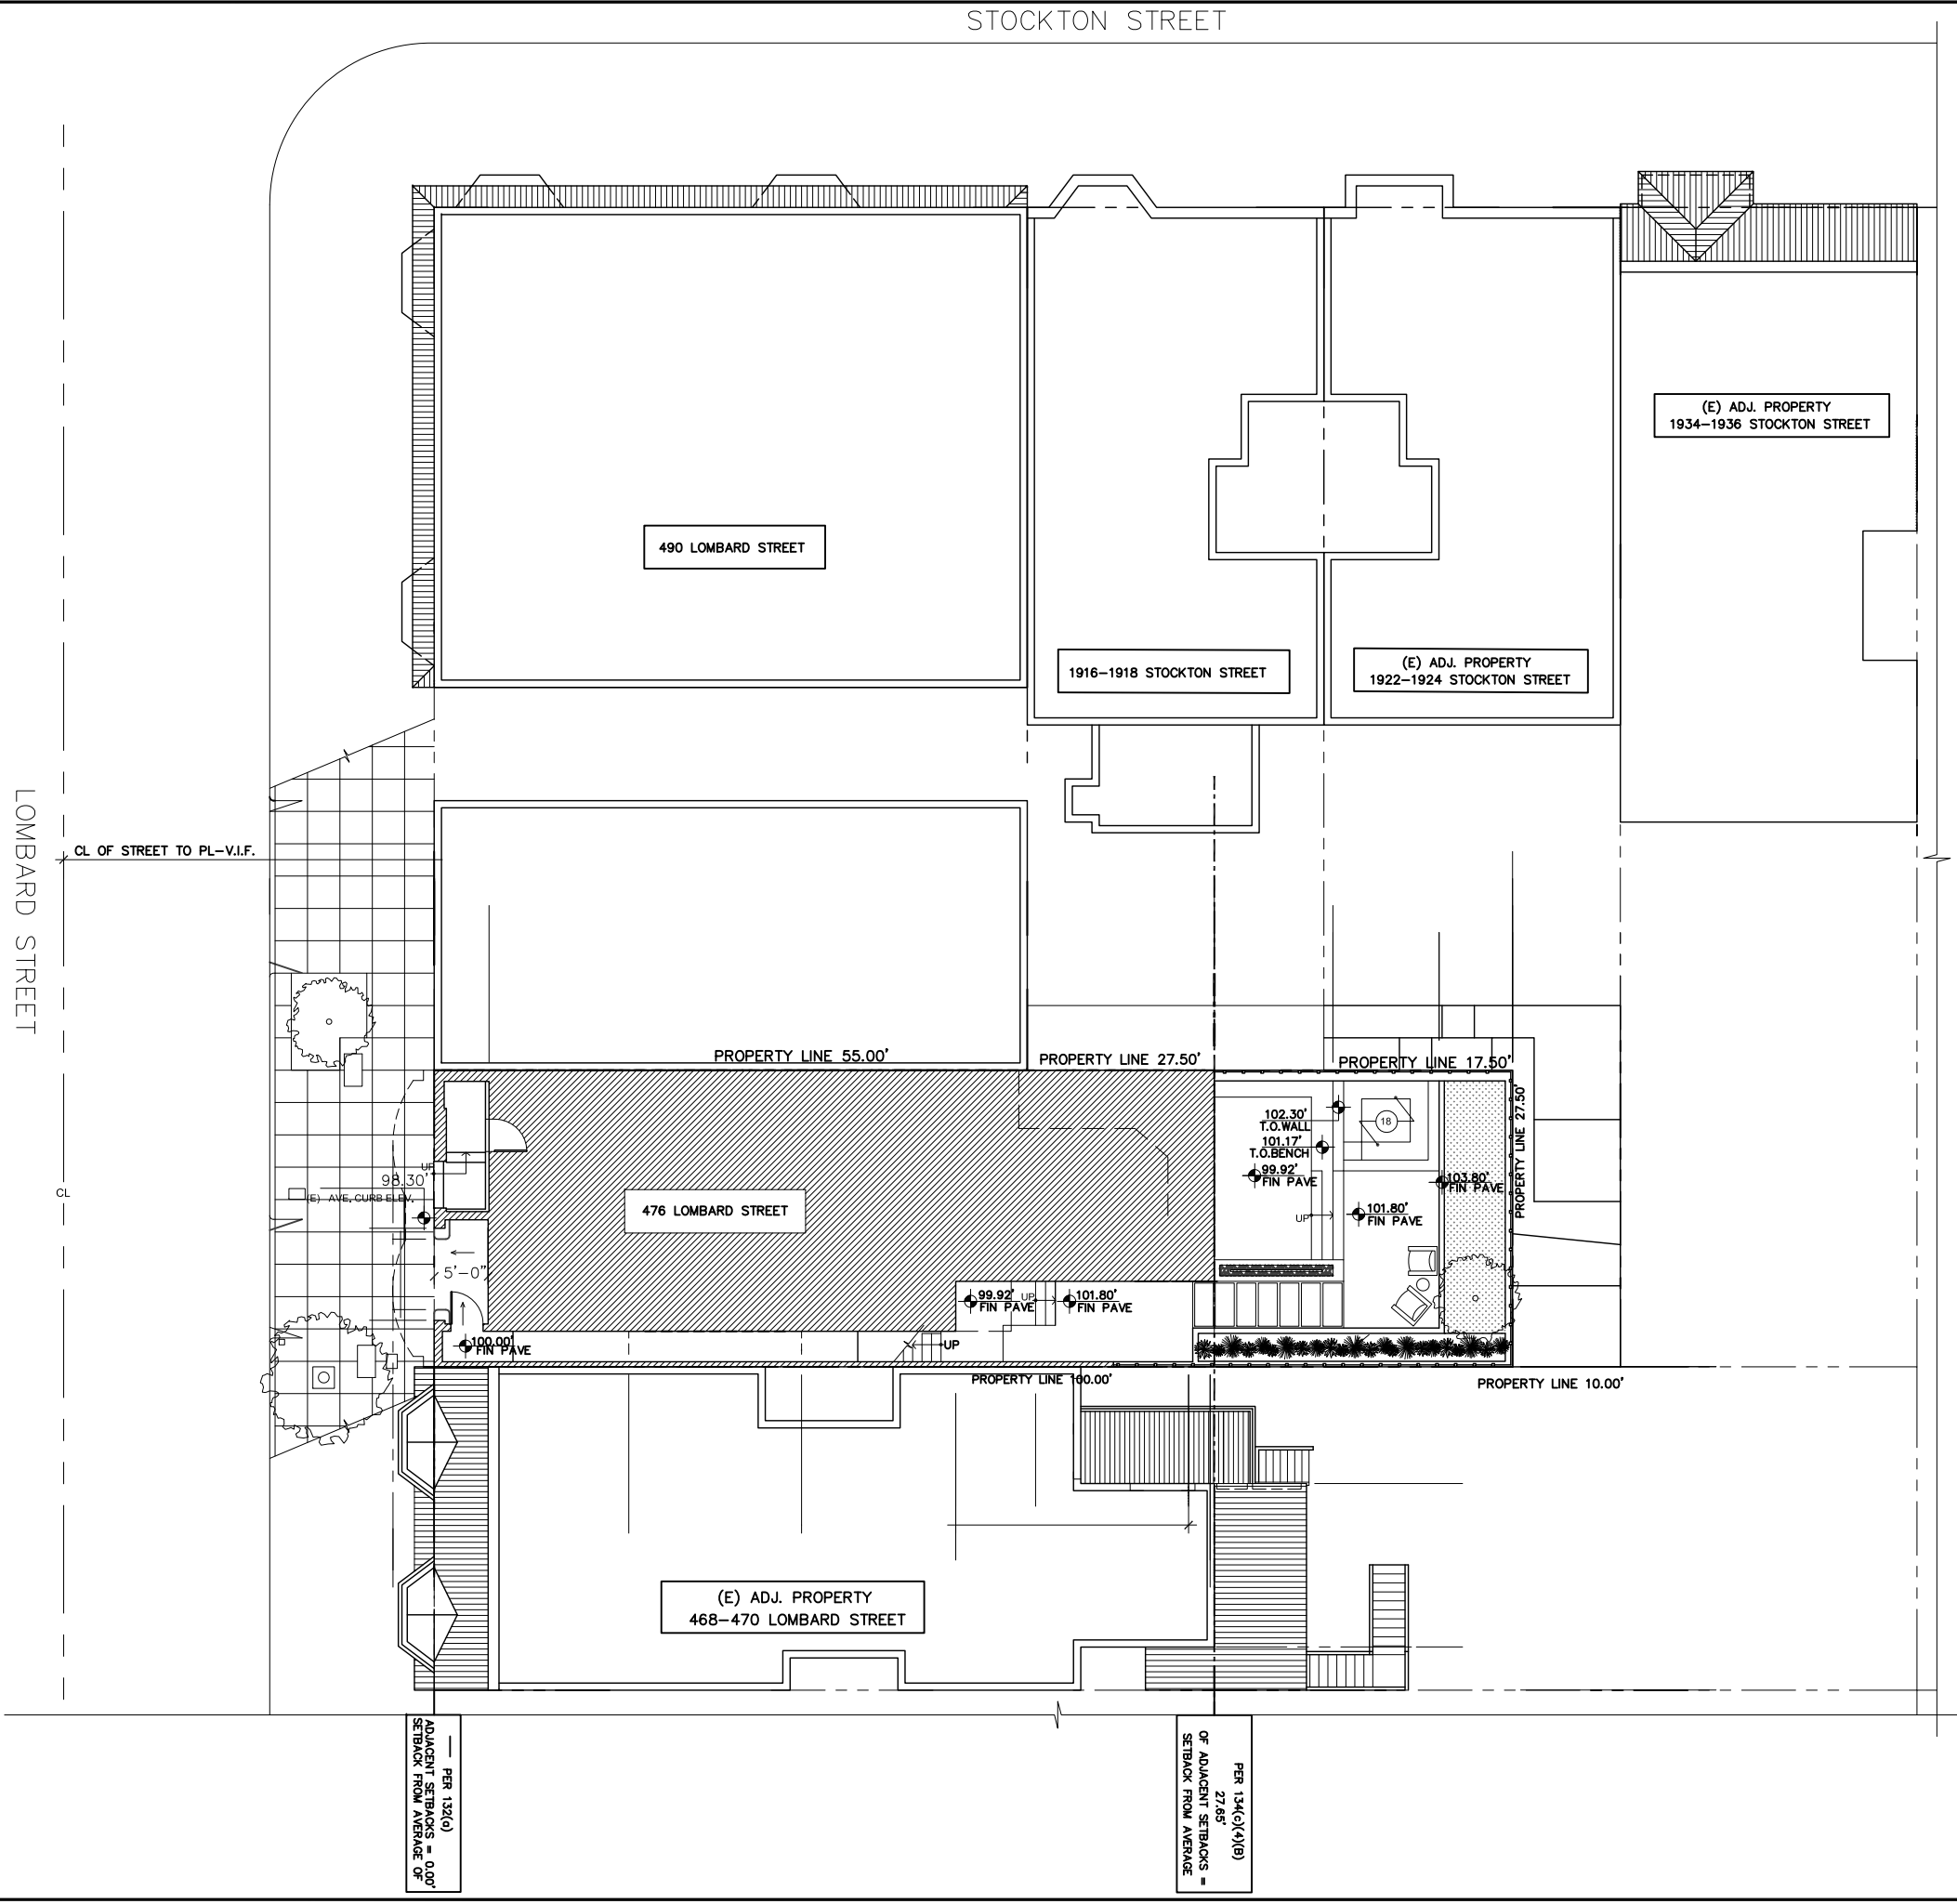 STOCKTON STREET
(E) ADJ. PROPERTY
1934-1936 STOCKTON STREET
490 LOMBARD STREET
1916-1918 STOCKTON STREET
(E) ADJ. PROPERTY
1922-1924 STOCKTON STREET
LOMBARD STREET
CL OF STREET TO PL-V.I.F.
CL
PROPERTY LINE 55.00'
PROPERTY LINE 27.50'
PROPERTY LINE 17.50'
PROPERTY LINE 27.50'
102.30'
T.O.WALL
101.17'
T.O.BENCH
99.92'
FIN PAVE
18
103.80'
FIN PAVE
101.80'
FIN PAVE
UP
UP
98.30'
(E) AVE. CURB ELEV.
476 LOMBARD STREET
5'-0"
99.92'
FIN PAVE
UP
101.80'
FIN PAVE
100.00'
FIN PAVE
UP
PROPERTY LINE 100.00'
PROPERTY LINE 10.00'
(E) ADJ. PROPERTY
468-470 LOMBARD STREET
PER 132(a)
ADJACENT SETBACKS = 0.00'
SETBACK FROM AVERAGE OF
PER 134(c)(4)(B)
27.65'
OF ADJACENT SETBACKS =
SETBACK FROM AVERAGE